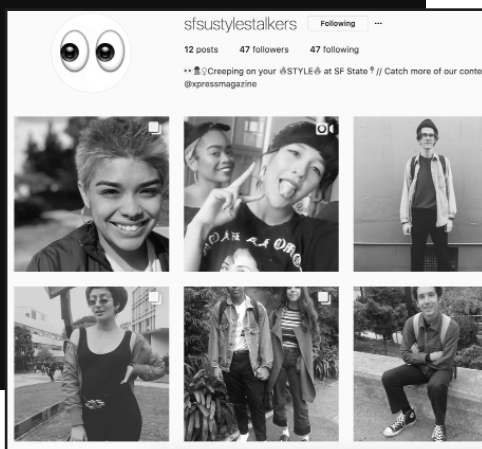 sfsustylestalkers Following ...
12 posts 47 followers 47 following
Creeping on your STYLE at SF State // Catch more of our conte
@xpressmagazine